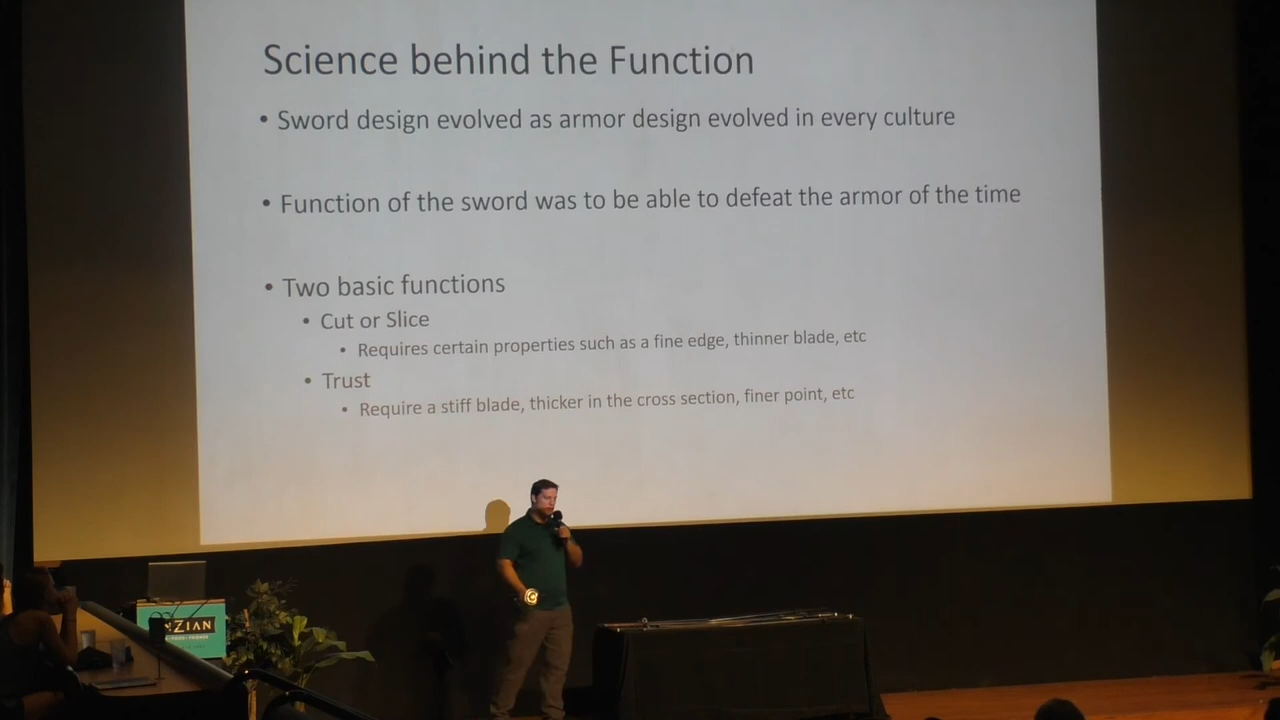 Science behind the Function
• Sword design evolved as armor design evolved in every culture
• Function of the sword was to be able to defeat the armor of the time
• Two basic functions
• Cut or Slice
• Requires certain properties such as a fine edge, thinner blade, etc
• Trust
• Require a stiff blade, thicker in the cross section, finer point, etc
NZIAN